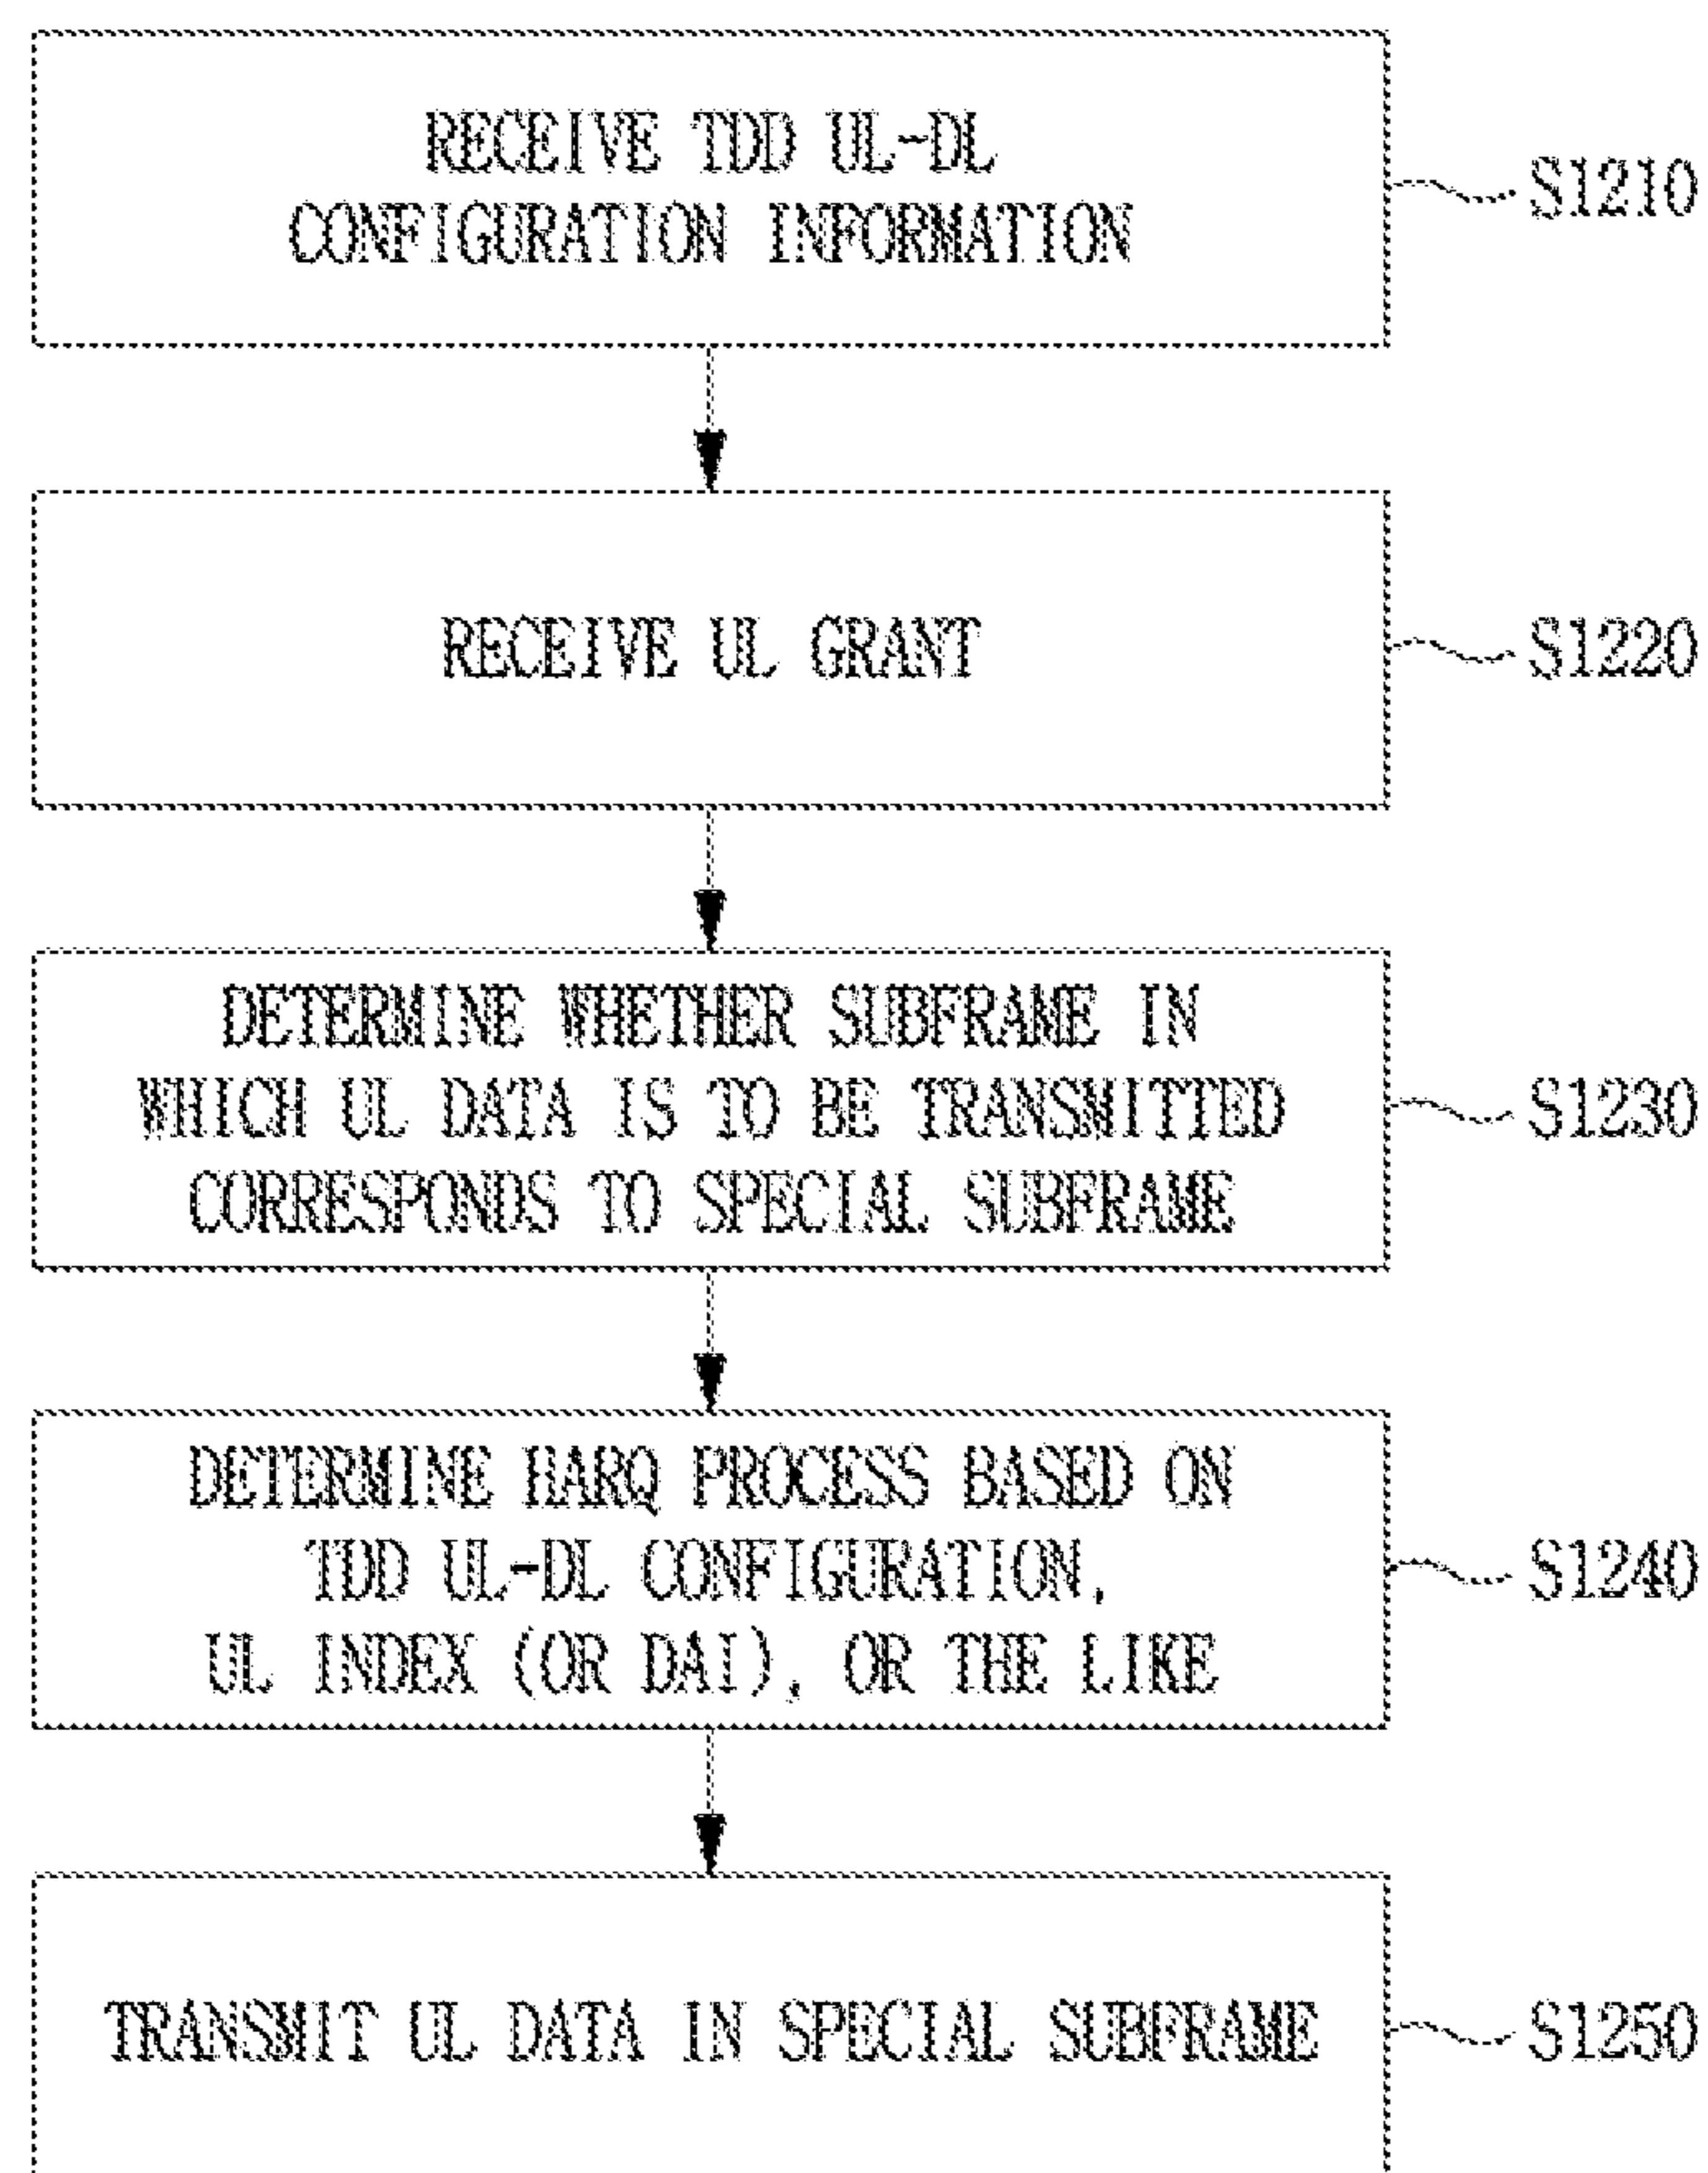 RECEIVE TDD UL-DL
CONFIGURATION INFORMATION
S1210
RECEIVE UL GRANT
S1220
DETERMINE WHETHER SUBFRAME IN
WHICH UL DATA IS TO BE TRANSMITTED
CORRESPONDS TO SPECIAL SUBFRAME
S1230
DETERMINE HARQ PROCESS BASED ON
TDD UL-DL CONFIGURATION,
UL INDEX (OR DAI), OR THE LIKE
S1240
TRANSMIT UL DATA IN SPECIAL SUBFRAME
S1250